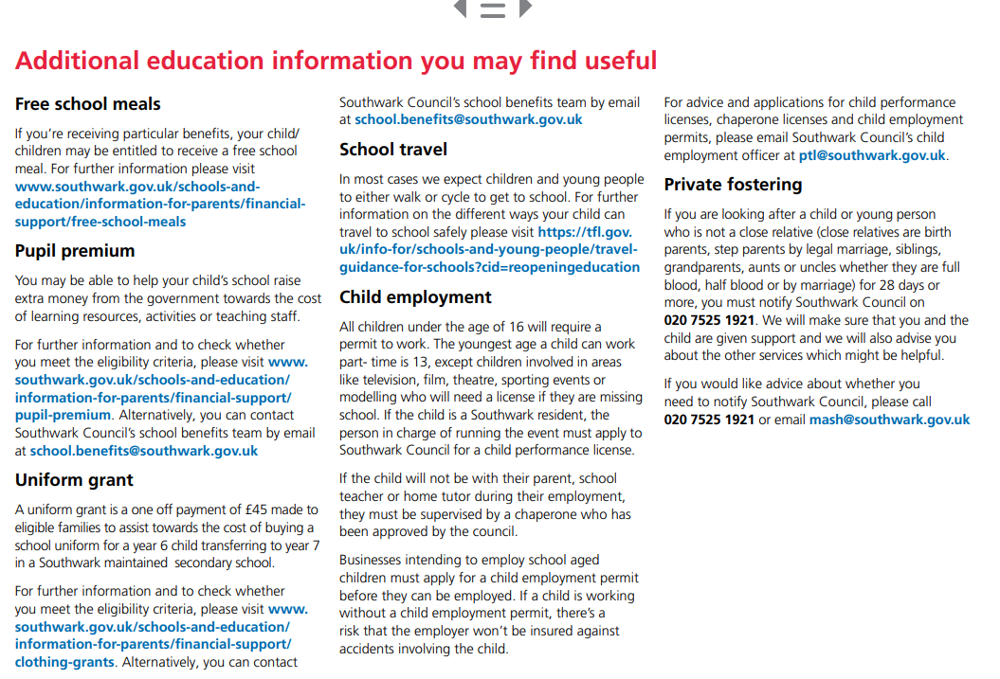 Additional education information you may find useful
Free school meals
If you’re receiving particular benefits, your child/
children may be entitled to receive a free school
meal. For further information please visit
www.southwark.gov.uk/schools-and-
education/information-for-parents/financial-
support/free-school-meals
Pupil premium
You may be able to help your child’s school raise
extra money from the government towards the cost
of learning resources, activities or teaching staff.
For further information and to check whether
you meet the eligibility criteria, please visit www.
southwark.gov.uk/schools-and-education/
information-for-parents/financial-support/
pupil-premium. Alternatively, you can contact
Southwark Council’s school benefits team by email
at school.benefits@southwark.gov.uk
Uniform grant
A uniform grant is a one off payment of £45 made to
eligible families to assist towards the cost of buying a
school uniform for a year 6 child transferring to year 7
in a Southwark maintained  secondary school.
For further information and to check whether
you meet the eligibility criteria, please visit www.
southwark.gov.uk/schools-and-education/
information-for-parents/financial-support/
clothing-grants. Alternatively, you can contact
Southwark Council’s school benefits team by email
at school.benefits@southwark.gov.uk
School travel
In most cases we expect children and young people
to either walk or cycle to get to school. For further
information on the different ways your child can
travel to school safely please visit https://tfl.gov.
uk/info-for/schools-and-young-people/travel-
guidance-for-schools?cid=reopeningeducation
Child employment
All children under the age of 16 will require a
permit to work. The youngest age a child can work
part- time is 13, except children involved in areas
like television, film, theatre, sporting events or
modelling who will need a license if they are missing
school. If the child is a Southwark resident, the
person in charge of running the event must apply to
Southwark Council for a child performance license.
If the child will not be with their parent, school
teacher or home tutor during their employment,
they must be supervised by a chaperone who has
been approved by the council.
Businesses intending to employ school aged
children must apply for a child employment permit
before they can be employed. If a child is working
without a child employment permit, there’s a
risk that the employer won’t be insured against
accidents involving the child.
For advice and applications for child performance
licenses, chaperone licenses and child employment
permits, please email Southwark Council’s child
employment officer at ptl@southwark.gov.uk.
Private fostering
If you are looking after a child or young person
who is not a close relative (close relatives are birth
parents, step parents by legal marriage, siblings,
grandparents, aunts or uncles whether they are full
blood, half blood or by marriage) for 28 days or
more, you must notify Southwark Council on
020 7525 1921. We will make sure that you and the
child are given support and we will also advise you
about the other services which might be helpful.
If you would like advice about whether you
need to notify Southwark Council, please call
020 7525 1921 or email mash@southwark.gov.uk